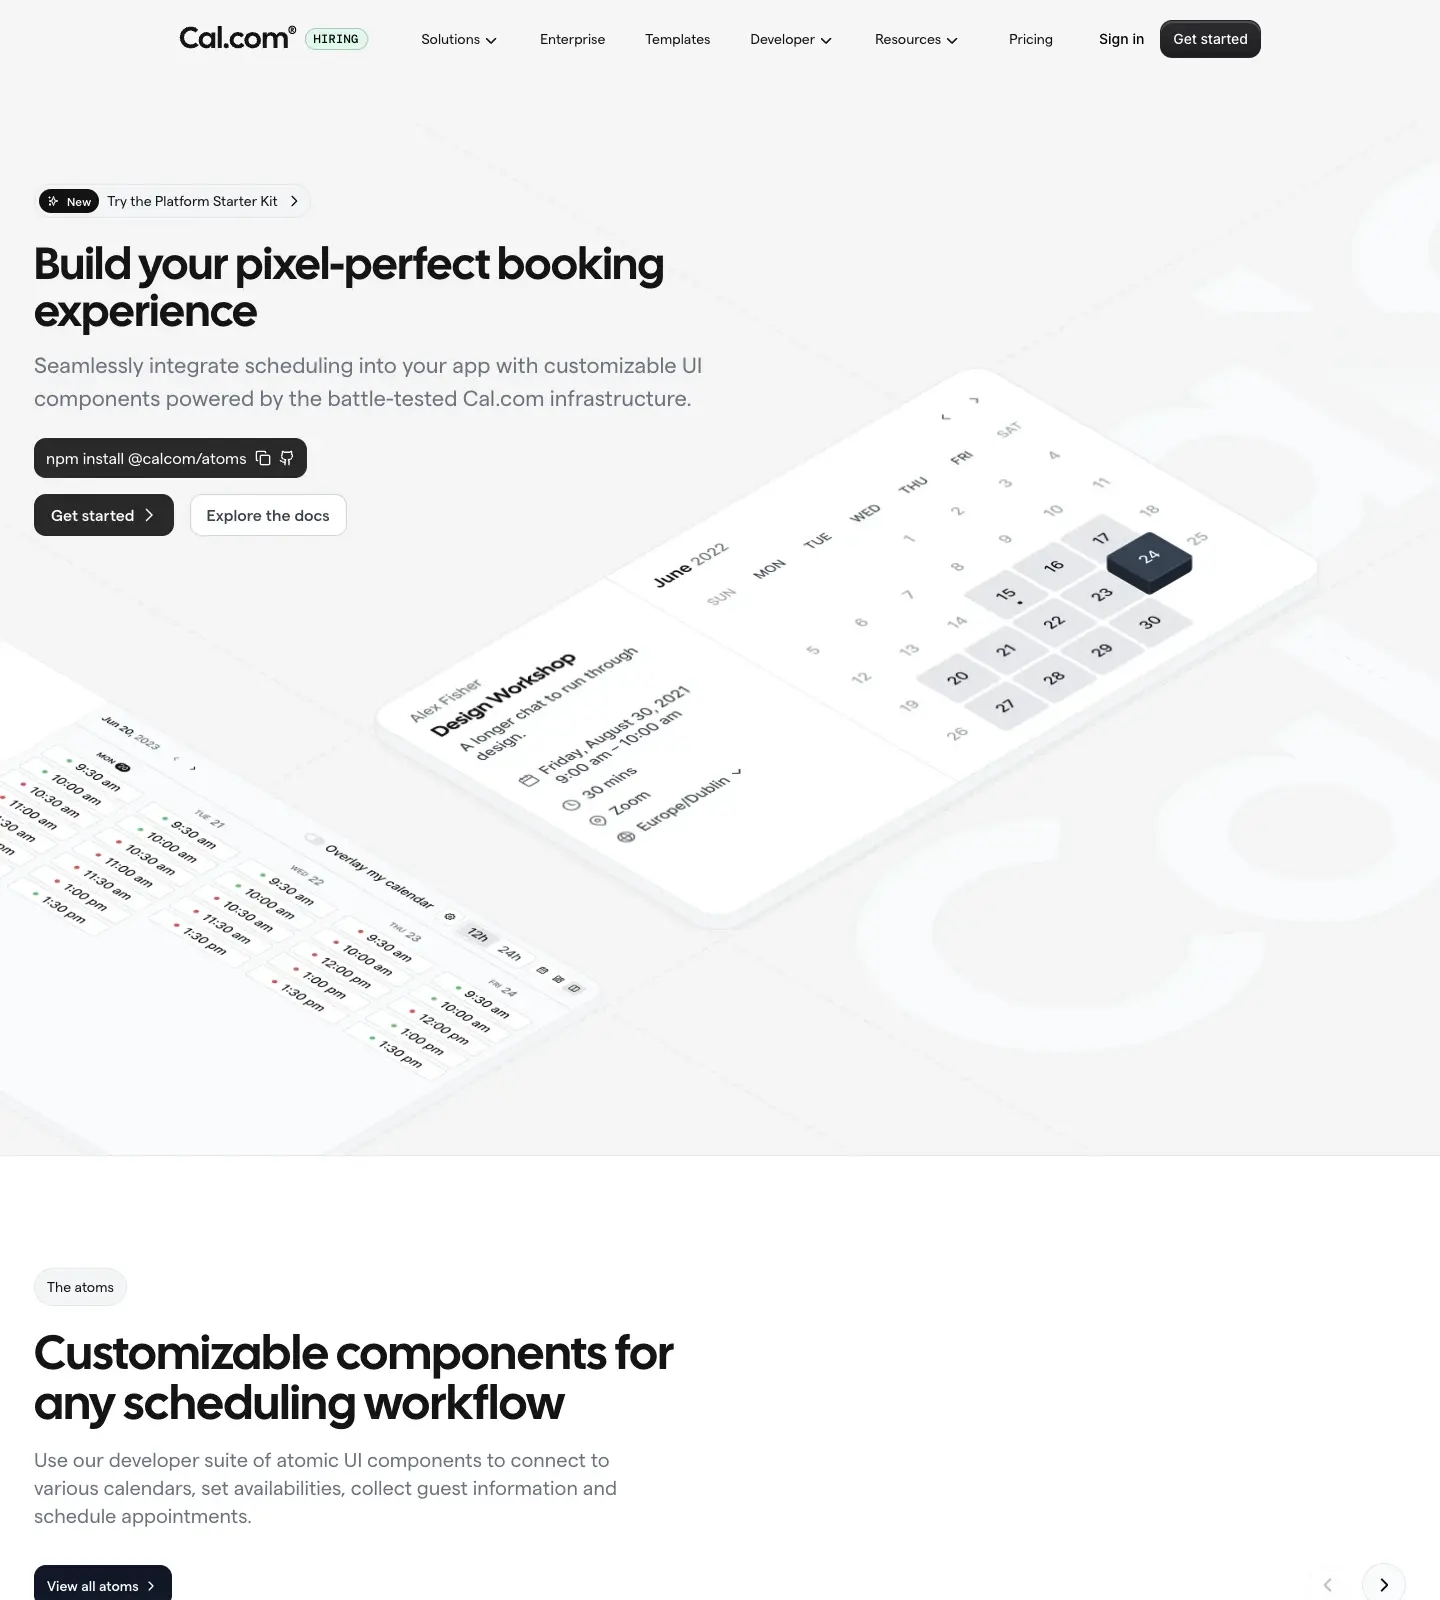 Cal.com® HIRING Solutions Enterprise Templates Developer Resources Pricing Sign in Get started
New Try the Platform Starter Kit
Build your pixel-perfect booking
experience
Seamlessly integrate scheduling into your app with customizable UI
components powered by the battle-tested Cal.com infrastructure.
npm install @calcom/atoms
Get started
Explore the docs
June 2022
SUN MON TUE WED THU FRI SAT
1 2 3 4
5 6 7 8 9 10 11
12 13 14 15 16 17 18
19 20 21 22 23 24 25
26 27 28 29 30
Alex Fisher
Design Workshop
A longer chat to run through
design.
Friday, August 30, 2021
9:00 am – 10:00 am
30 mins
Zoom
Europe/Dublin
Jun 20, 2023
Overlay my calendar
12h 24h
MON 20
9:30 am
10:00 am
10:30 am
11:00 am
11:30 am
1:00 pm
1:30 pm
TUE 21
9:30 am
10:00 am
10:30 am
11:00 am
11:30 am
1:00 pm
1:30 pm
WED 22
9:30 am
10:00 am
10:30 am
11:30 am
1:30 pm
THU 23
9:30 am
10:00 am
12:00 pm
1:00 pm
1:30 pm
FRI 24
9:30 am
10:00 am
12:00 pm
1:00 pm
1:30 pm
The atoms
Customizable components for
any scheduling workflow
Use our developer suite of atomic UI components to connect to
various calendars, set availabilities, collect guest information and
schedule appointments.
View all atoms